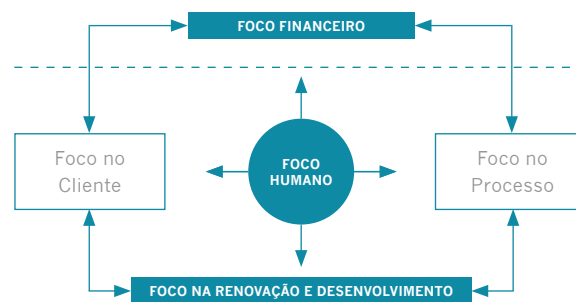 FOCO FINANCEIRO
Foco no
Cliente
FOCO
HUMANO
Foco no
Processo
FOCO NA RENOVAÇÃO E DESENVOLVIMENTO